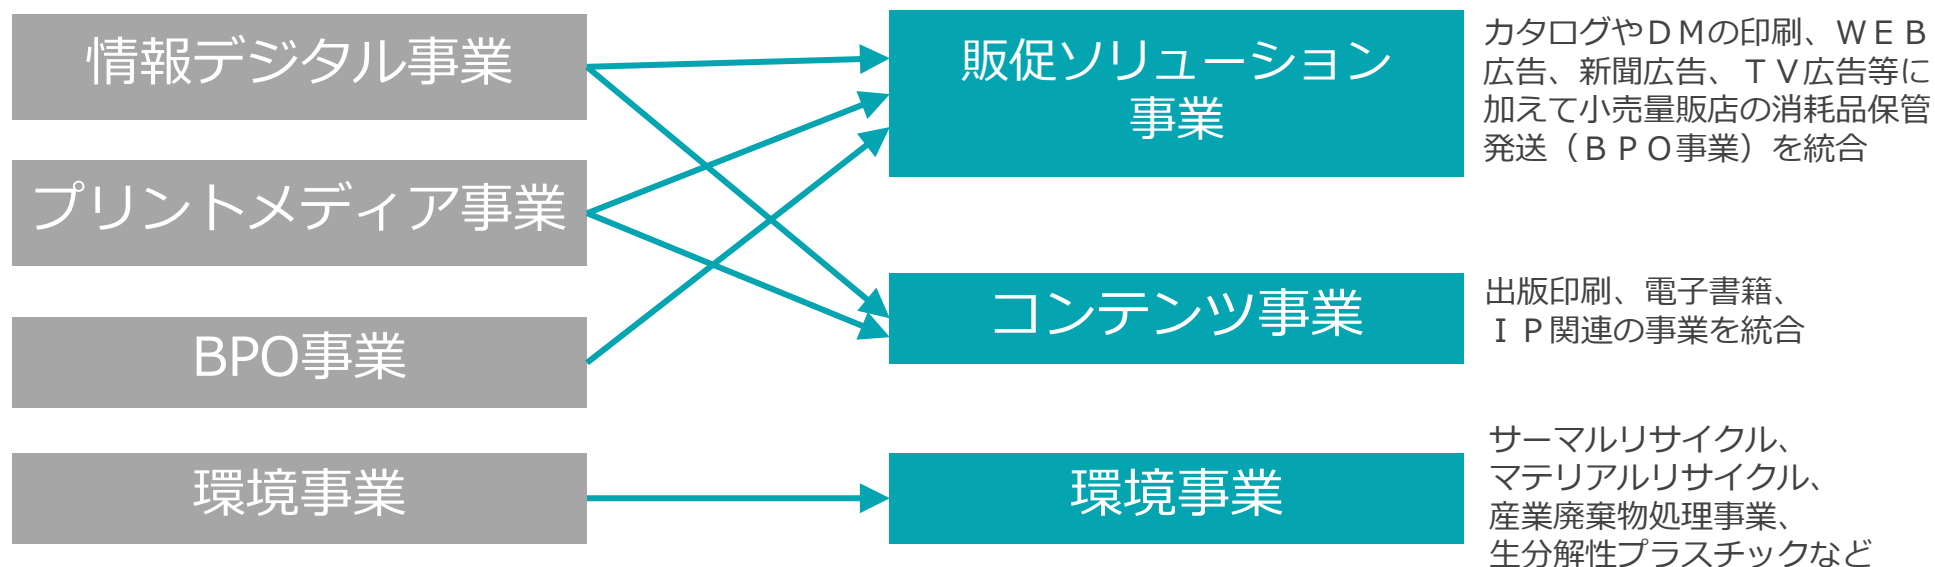 情報デジタル事業
プリントメディア事業
BPO事業
環境事業
販促ソリューション
事業
カタログやＤＭの印刷、ＷＥＢ
広告、新聞広告、ＴＶ広告等に
加えて小売量販店の消耗品保管
発送（ＢＰＯ事業）を統合
コンテンツ事業
出版印刷、電子書籍、
ＩＰ関連の事業を統合
環境事業
サーマルリサイクル、
マテリアルリサイクル、
産業廃棄物処理事業、
生分解性プラスチックなど